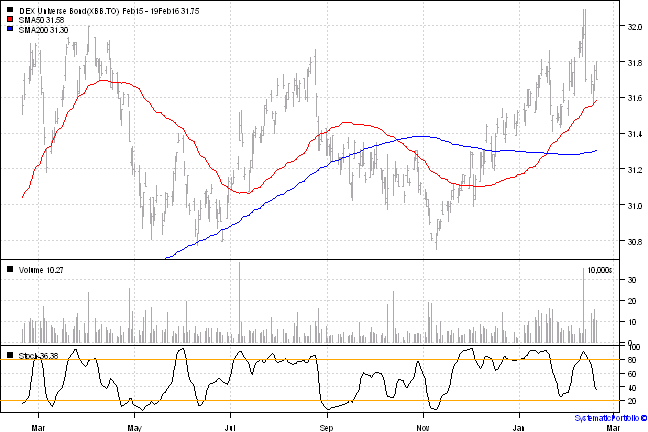 DEX Universe Bond(XBB.TO) Feb15 - 19Feb16 31.75
SMA50 31.58
SMA200 31.30
32.0
31.8
31.6
31.4
31.2
31.0
30.8
Volume 10.27
10,000s
30
20
10
0
Stoch 36.38
100
80
60
40
20
Mar
May
Jul
Sep
Nov
Jan
Mar
SystematicPortfolio ©